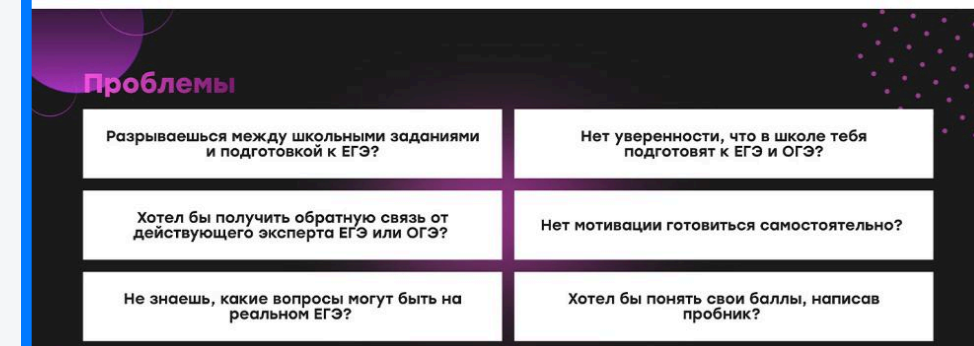 Проблемы
Разрываешься между школьными заданиями
и подготовкой к ЕГЭ?
Нет уверенности, что в школе тебя
подготовят к ЕГЭ и ОГЭ?
Хотел бы получить обратную связь от
действующего эксперта ЕГЭ или ОГЭ?
Нет мотивации готовиться самостоятельно?
Не знаешь, какие вопросы могут быть на
реальном ЕГЭ?
Хотел бы понять свои баллы, написав
пробник?